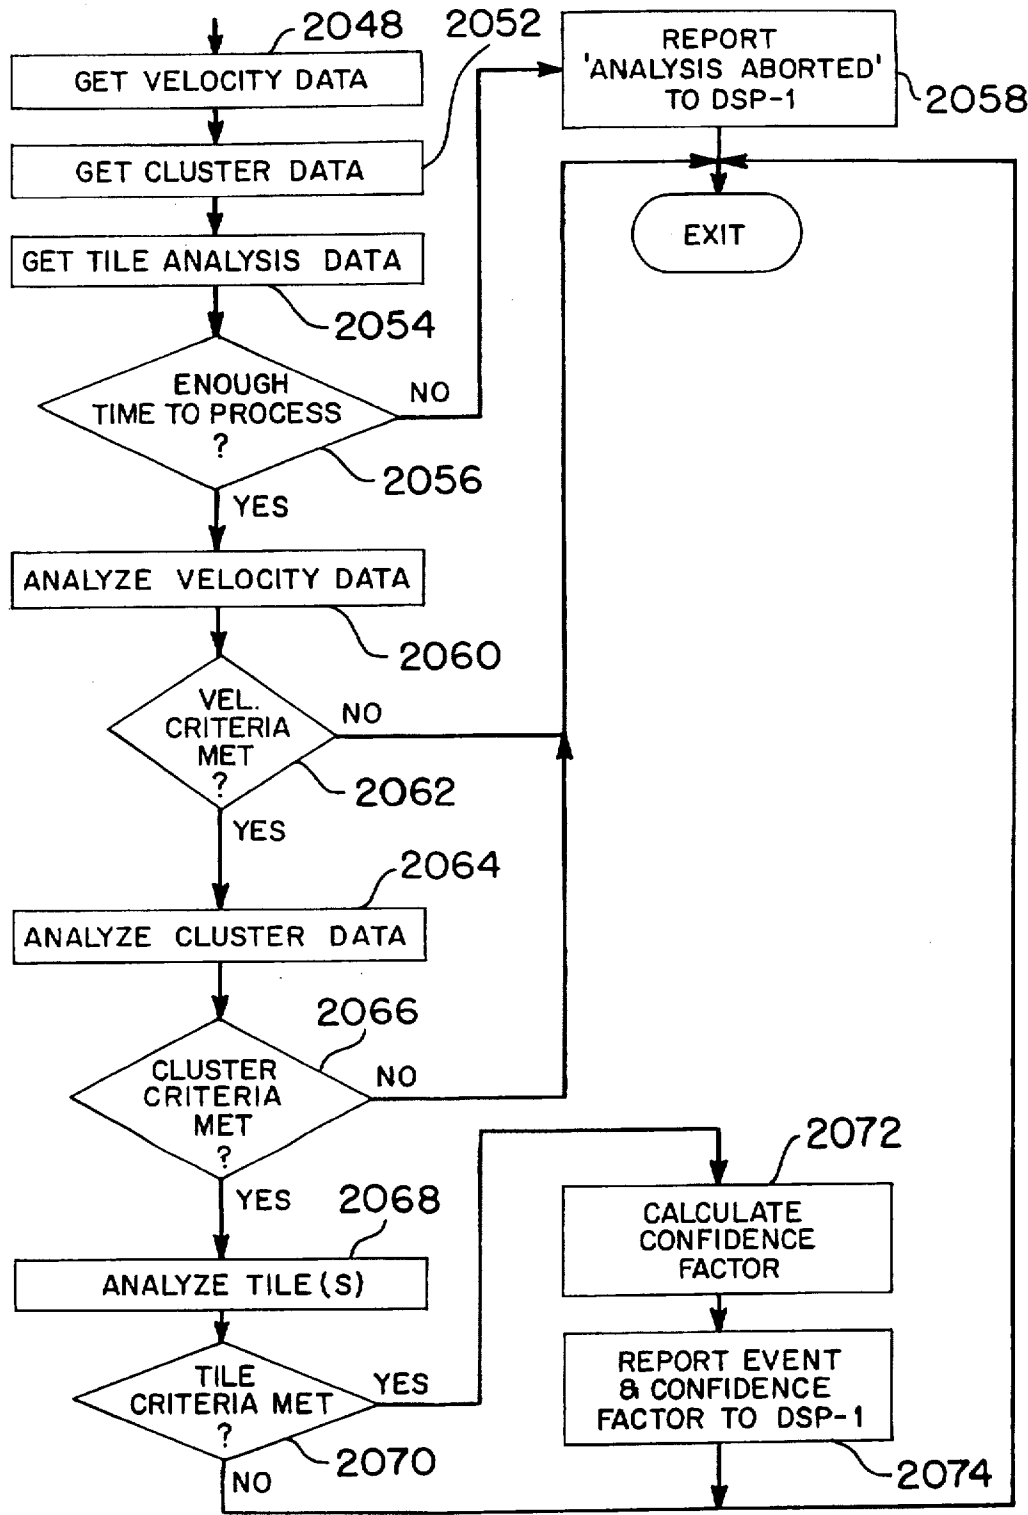 2048
GET VELOCITY DATA
2052
GET CLUSTER DATA
GET TILE ANALYSIS DATA
2054
REPORT
'ANALYSIS ABORTED'
TO DSP-1
2058
EXIT
ENOUGH
TIME TO PROCESS
?
NO
2056
YES
ANALYZE VELOCITY DATA
2060
VEL.
CRITERIA
MET
?
NO
2062
YES
2064
ANALYZE CLUSTER DATA
2066
CLUSTER
CRITERIA
MET
?
NO
YES
2068
ANALYZE TILE(S)
TILE
CRITERIA MET
?
YES
2070
NO
2072
CALCULATE
CONFIDENCE
FACTOR
REPORT EVENT
& CONFIDENCE
FACTOR TO DSP-1
2074